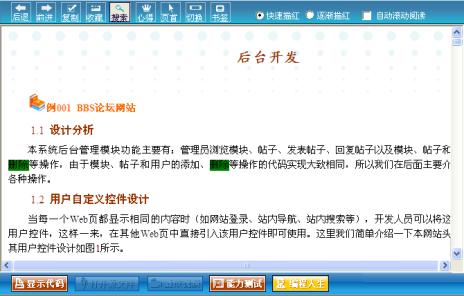 后退 前进 复制 收藏 搜索 心得 页首 切换 书签 快速描红 逐渐描红 自动滚动阅读
后台开发
例001 BBS论坛网站
1.1 设计分析
本系统后台管理模块功能主要有：管理员浏览模块、帖子、发表帖子、回复帖子以及模块、帖子和
删除等操作，由于模块、帖子和用户的添加、删除等操作的代码实现大致相同，所以我们在后面主要介
各种操作。
1.2 用户自定义控件设计
当每一个Web页都显示相同的内容时（如网站登录、站内导航、站内搜索等），开发人员可以将这
用户控件，这样一来，在其他Web页中直接引入该用户控件即可使用。这里我们简单介绍一下本网站头
其用户控件设计如图1所示。
显示代码 打开源文件 能力测试 编程人生